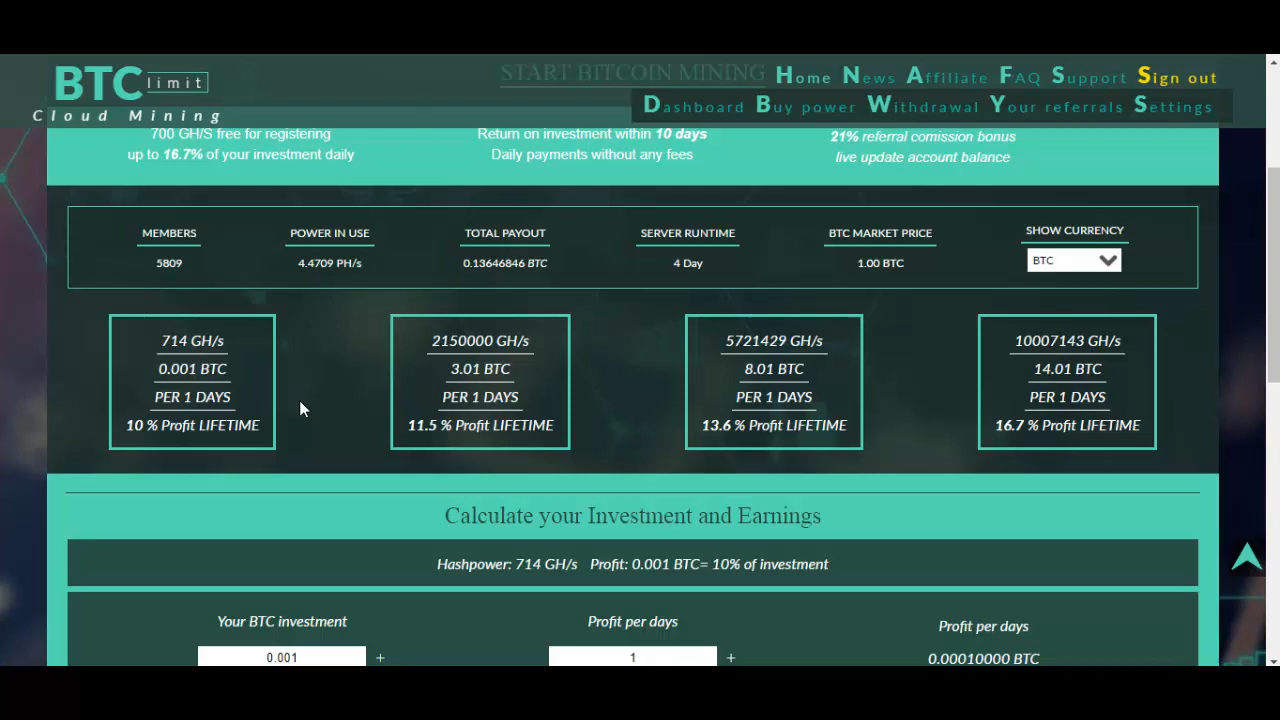 BTC limit
Cloud Mining
START BITCOIN MINING
Home News Affiliate FAQ Support Sign out
Dashboard Buy power Withdrawal Your referrals Settings
700 GH/S free for registering
up to 16.7% of your investment daily
Return on investment within 10 days
Daily payments without any fees
21% referral comission bonus
live update account balance
MEMBERS
5809
POWER IN USE
4.4709 PH/s
TOTAL PAYOUT
0.13646846 BTC
SERVER RUNTIME
4 Day
BTC MARKET PRICE
1.00 BTC
SHOW CURRENCY
BTC
714 GH/s
0.001 BTC
PER 1 DAYS
10 % Profit LIFETIME
2150000 GH/s
3.01 BTC
PER 1 DAYS
11.5 % Profit LIFETIME
5721429 GH/s
8.01 BTC
PER 1 DAYS
13.6 % Profit LIFETIME
10007143 GH/s
14.01 BTC
PER 1 DAYS
16.7 % Profit LIFETIME
Calculate your Investment and Earnings
Hashpower: 714 GH/s Profit: 0.001 BTC= 10% of investment
Your BTC investment
0.001 +
Profit per days
1 +
Profit per days
0.00010000 BTC